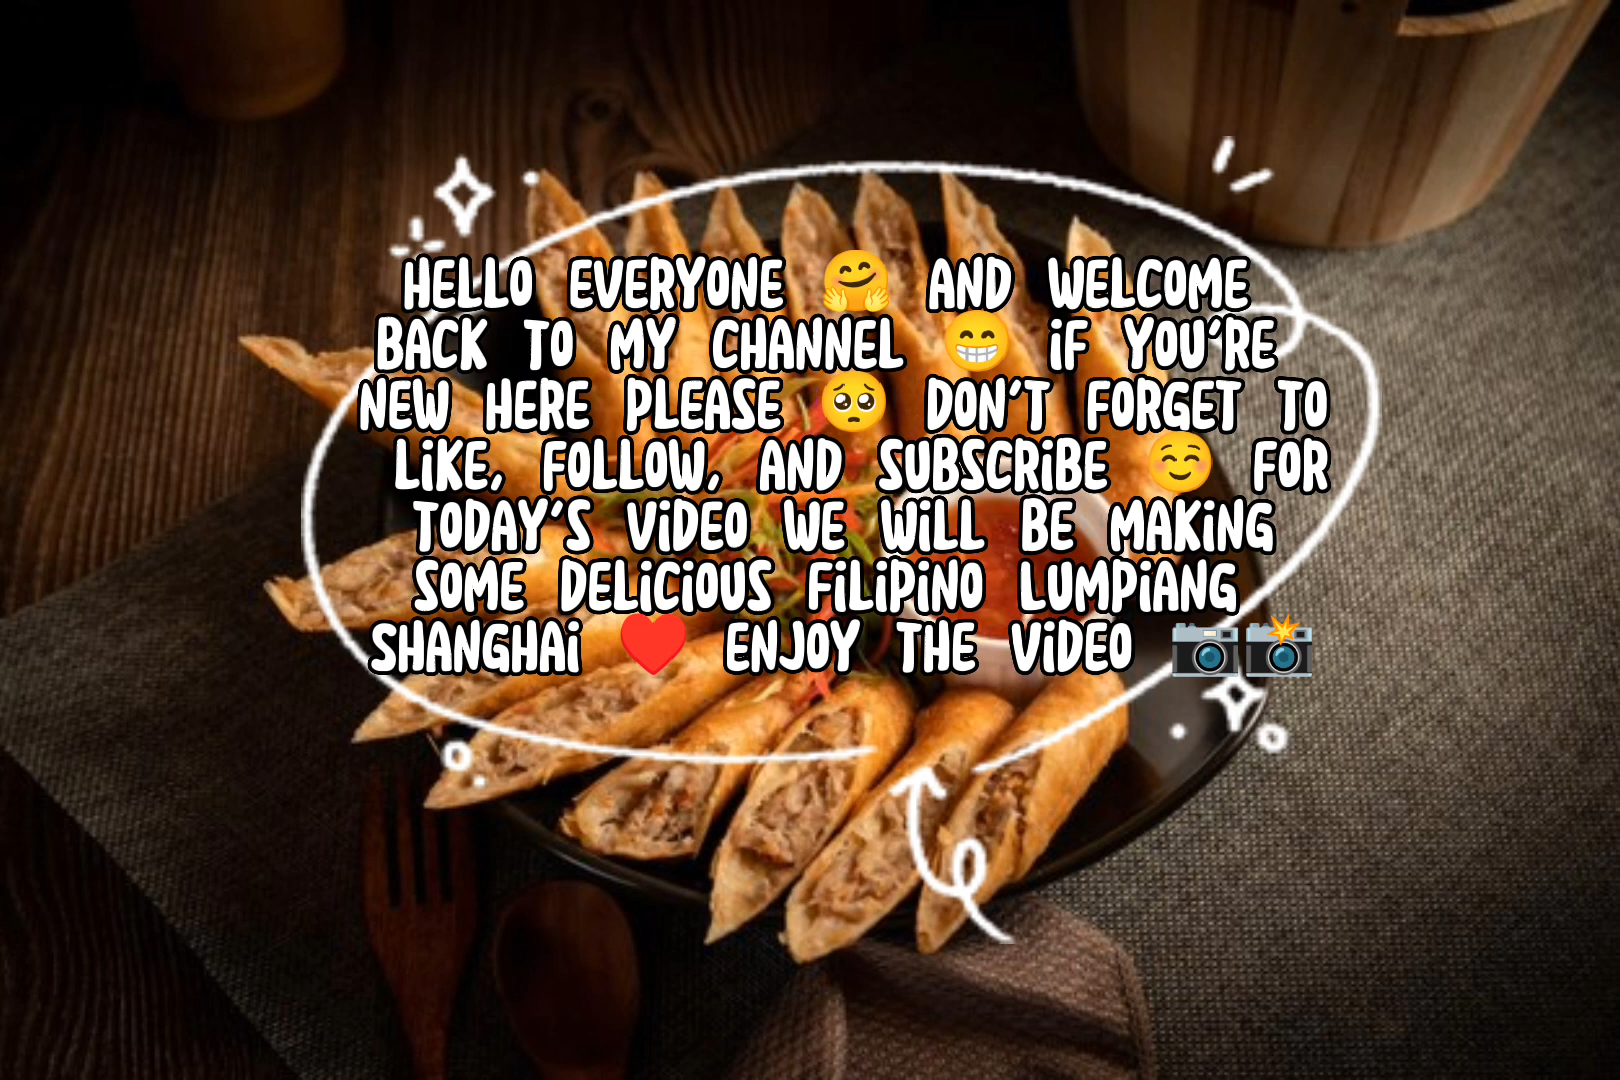 HELLO EVERYONE 🤗 AND WELCOME
BACK TO MY CHANNEL 😁 iF YOU'RE
NEW HERE PLEASE 🥺 DON'T FORGET TO
LiKE, FOLLOW, AND SUBSCRiBE ☺️ FOR
TODAY'S ViDEO WE WiLL BE MAKiNG
SOME DELiCiOUS FiLiPiNO LUMPiANG
SHANGHAi ♥️ ENJOY THE ViDEO 📷📸